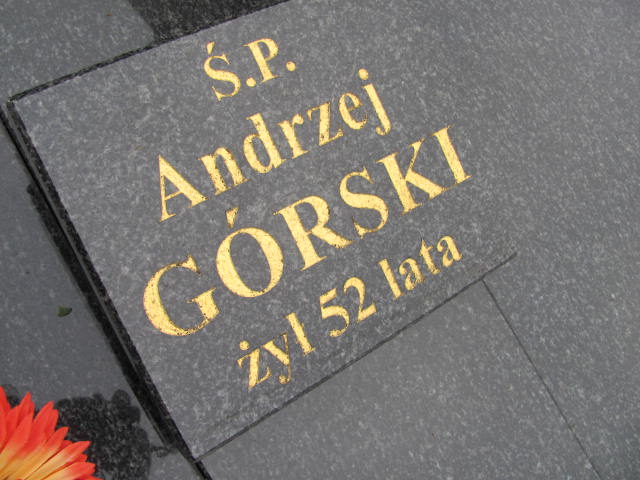 Ś.P.
Andrzej
GÓRSKI
żył 52 lata